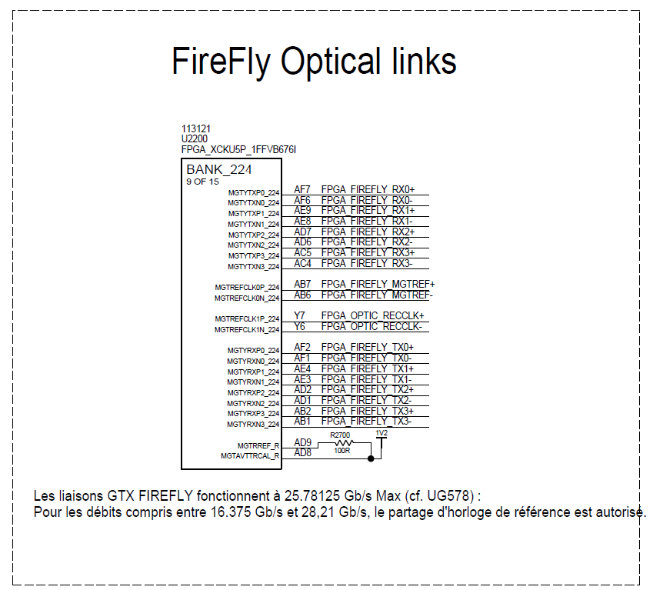 FireFly Optical links
113121
U2200
FPGA_XCKU5P_1FFVB676I
BANK_224
9 OF 15
MGTYTXP0_224 AF7 FPGA_FIREFLY_RX0+
MGTYTXN0_224 AF6 FPGA_FIREFLY_RX0-
MGTYTXP1_224 AE9 FPGA_FIREFLY_RX1+
MGTYTXN1_224 AE8 FPGA_FIREFLY_RX1-
MGTYTXP2_224 AD7 FPGA_FIREFLY_RX2+
MGTYTXN2_224 AD6 FPGA_FIREFLY_RX2-
MGTYTXP3_224 AC5 FPGA_FIREFLY_RX3+
MGTYTXN3_224 AC4 FPGA_FIREFLY_RX3-
MGTREFCLK0P_224 AB7 FPGA_FIREFLY_MGTREF+
MGTREFCLK0N_224 AB6 FPGA_FIREFLY_MGTREF-
MGTREFCLK1P_224 Y7 FPGA_OPTIC_RECCLK+
MGTREFCLK1N_224 Y6 FPGA_OPTIC_RECCLK-
MGTYRXP0_224 AF2 FPGA_FIREFLY_TX0+
MGTYRXN0_224 AF1 FPGA_FIREFLY_TX0-
MGTYRXP1_224 AE4 FPGA_FIREFLY_TX1+
MGTYRXN1_224 AE3 FPGA_FIREFLY_TX1-
MGTYRXP2_224 AD2 FPGA_FIREFLY_TX2+
MGTYRXN2_224 AD1 FPGA_FIREFLY_TX2-
MGTYRXP3_224 AB2 FPGA_FIREFLY_TX3+
MGTYRXN3_224 AB1 FPGA_FIREFLY_TX3-
R2700 1V2
MGTRREF_R AD9
100R
MGTAVTTRCAL_R AD8
Les liaisons GTX FIREFLY fonctionnent à 25.78125 Gb/s Max (cf. UG578) :
Pour les débits compris entre 16.375 Gb/s et 28,21 Gb/s, le partage d'horloge de référence est autorisé.